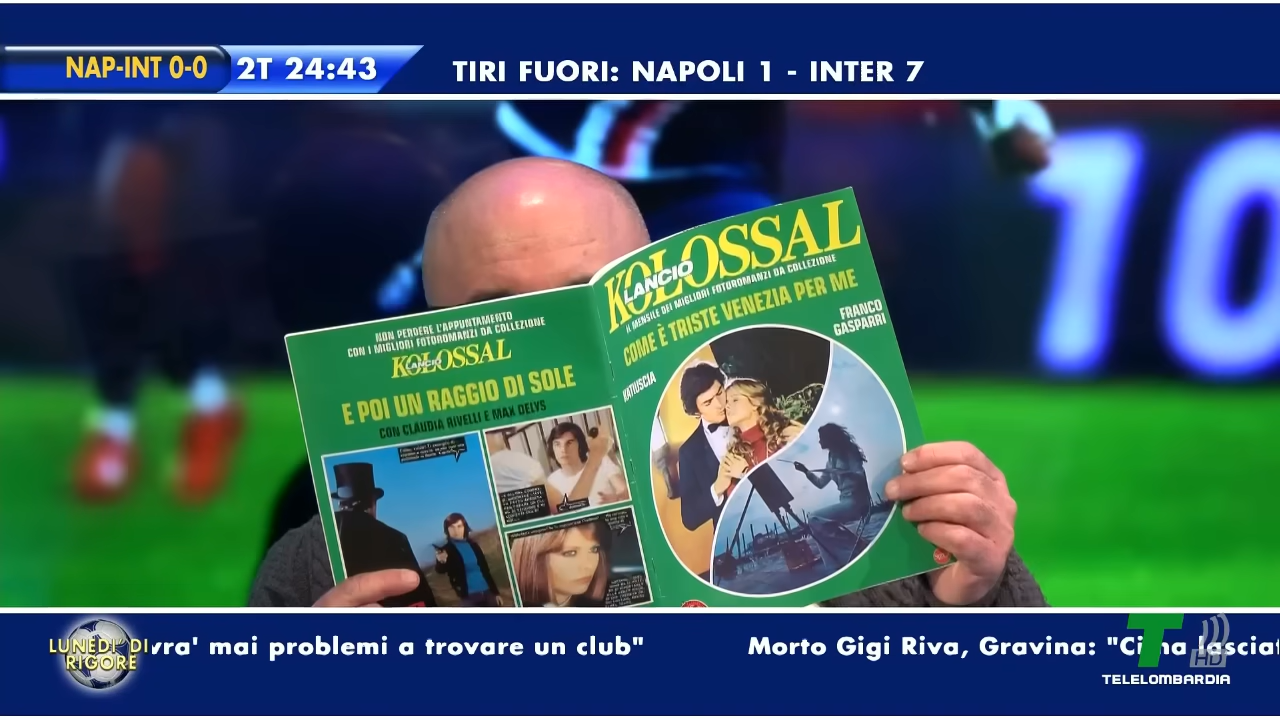 NAP-INT 0-0
2T 24:43
TIRI FUORI: NAPOLI 1 - INTER 7
NON PERDERE L'APPUNTAMENTO
CON I MIGLIORI FOTOROMANZI DA COLLEZIONE
KOLOSSAL
LANCIO
E POI UN RAGGIO DI SOLE
CON CLAUDIA RIVELLI E MAX DELYS
KOLOSSAL
LANCIO
IL MENSILE DEI MIGLIORI FOTOROMANZI DA COLLEZIONE
COME È TRISTE VENEZIA PER ME
FRANCO
GASPARRI
KATIUSCIA
10
LUNEDI' DI
RIGORE
vra' mai problemi a trovare un club"
Morto Gigi Riva, Gravina: "Ci ha lasciat
T
HD
TELELOMBARDIA